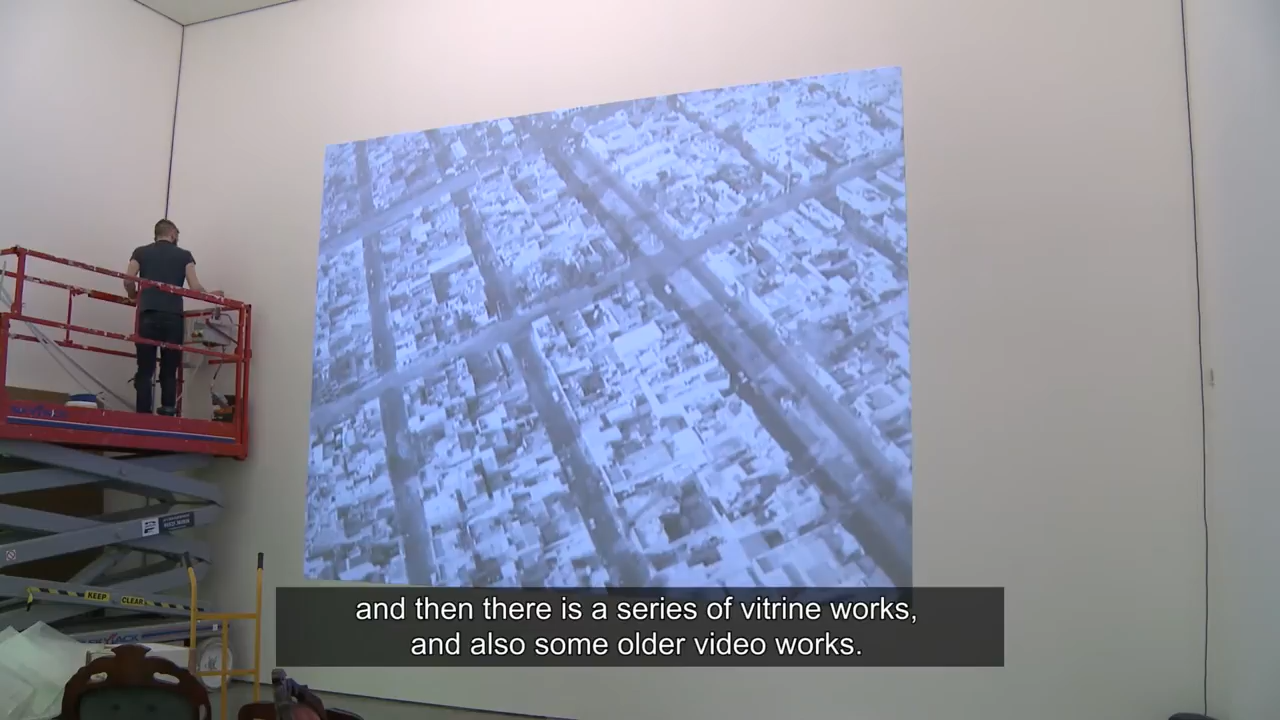 KEEP CLEAR
and then there is a series of vitrine works,
and also some older video works.